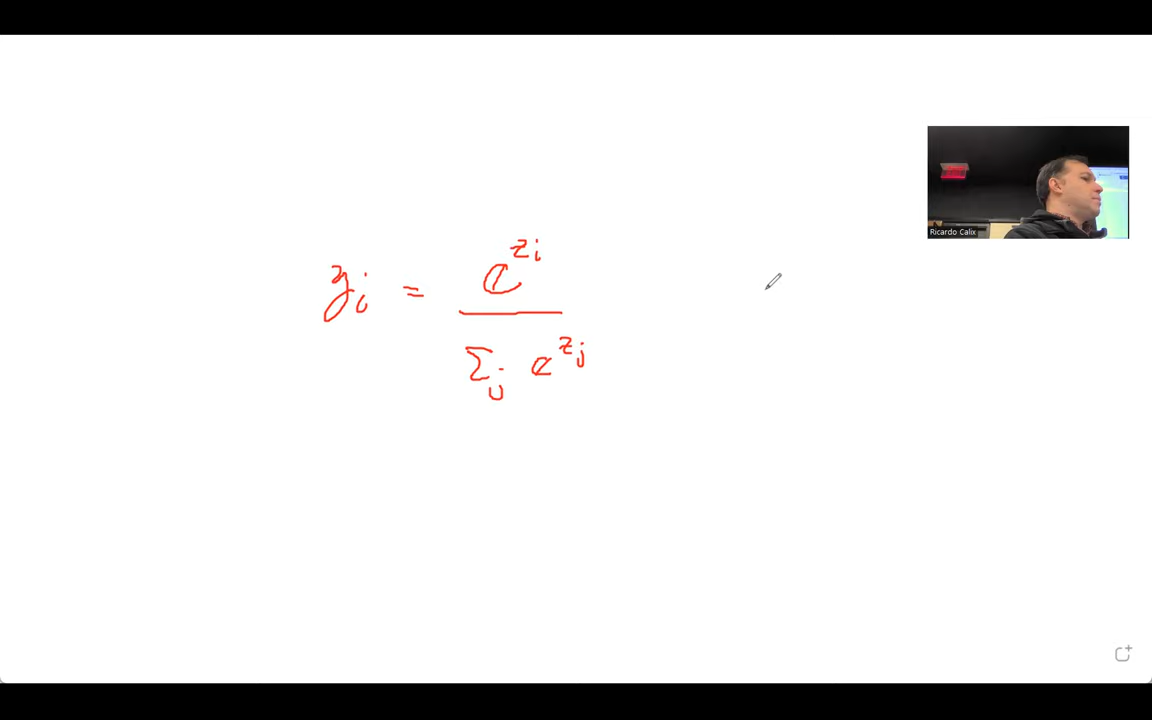 y_i = e^{z_i} / Σ_j e^{z_j}
Ricardo Calix